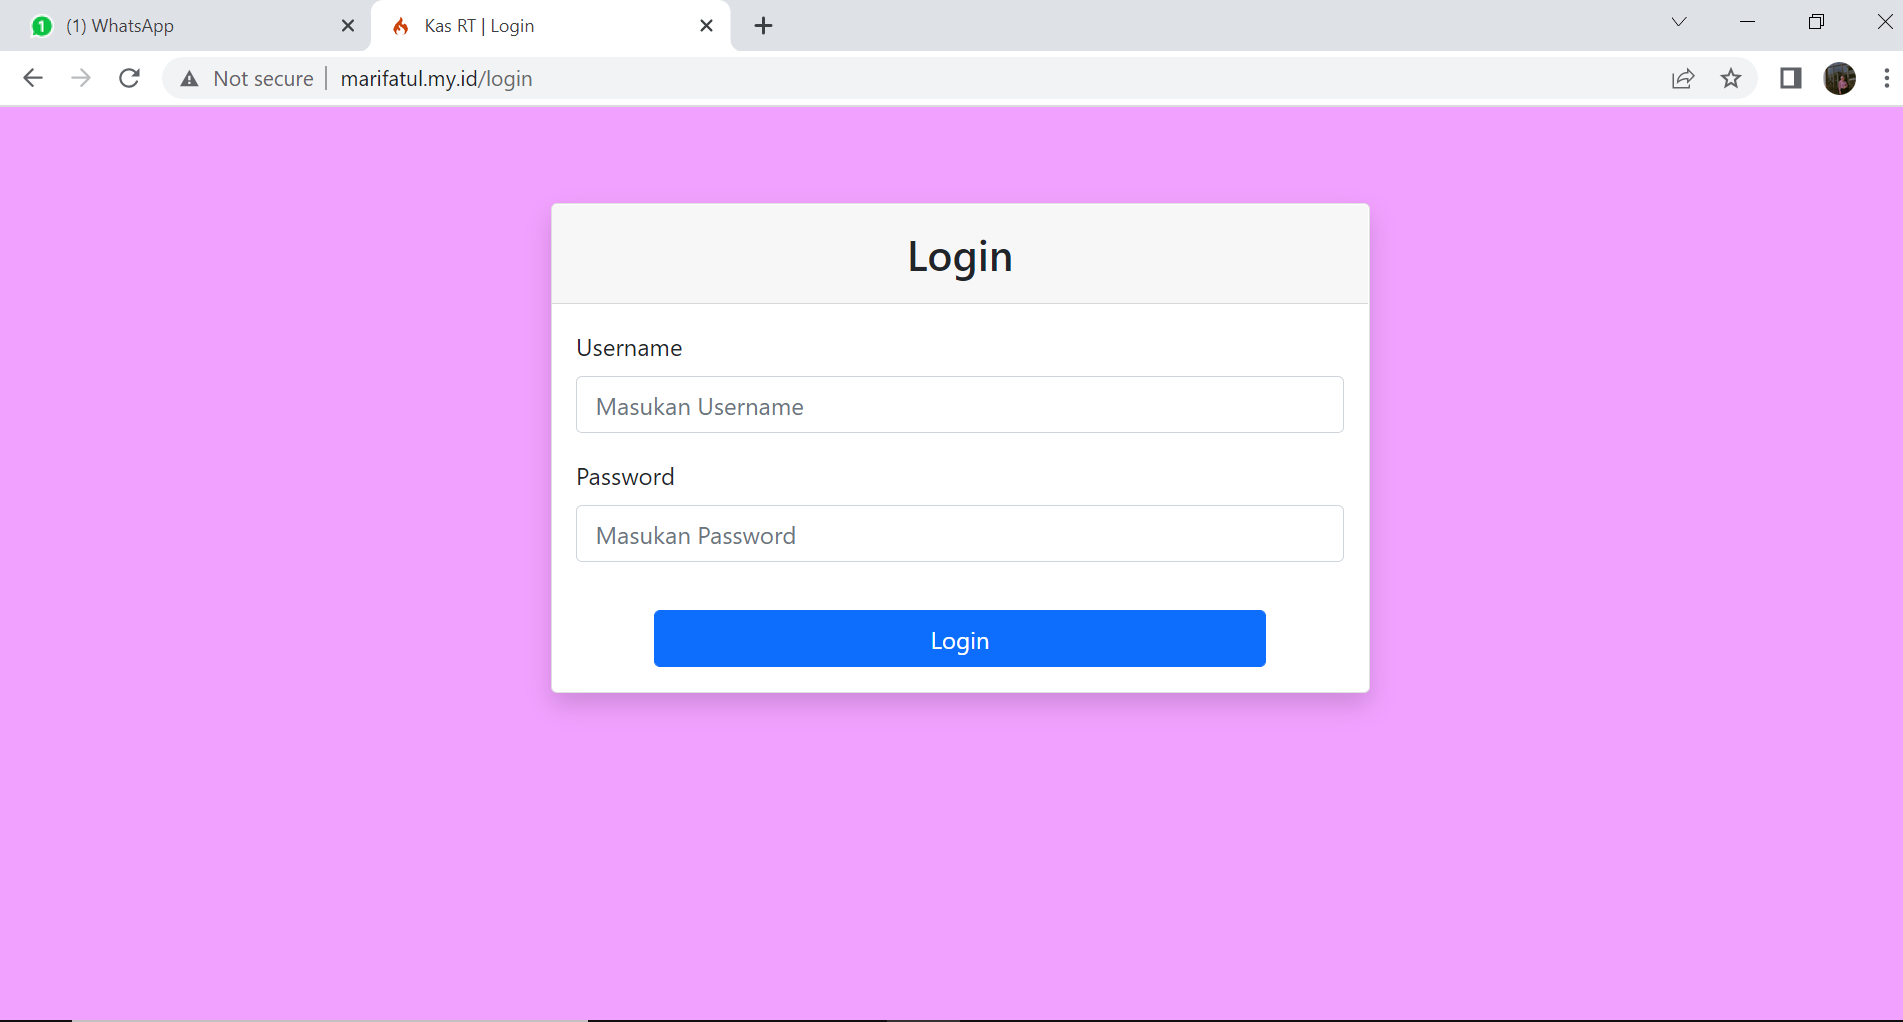 (1) WhatsApp
Kas RT | Login
Not secure | marifatul.my.id/login
Login
Username
Masukan Username
Password
Masukan Password
Login